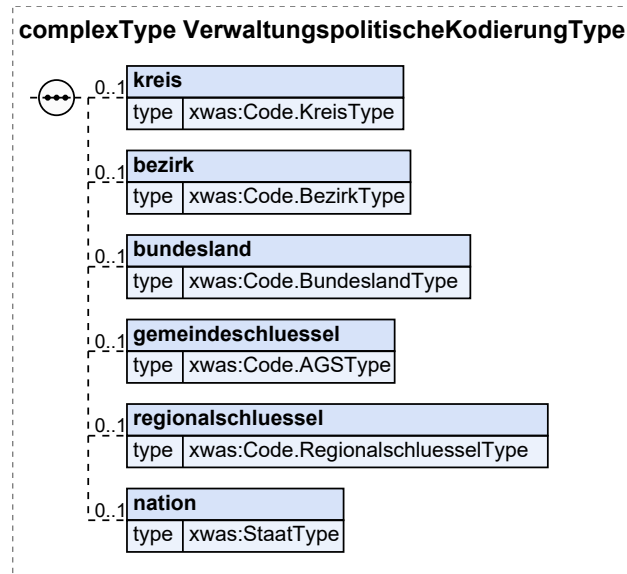 complexType VerwaltungspolitischeKodierungType
0..1 kreis
type xwas:Code.KreisType
0..1 bezirk
type xwas:Code.BezirkType
0..1 bundesland
type xwas:Code.BundeslandType
0..1 gemeindeschluessel
type xwas:Code.AGSType
0..1 regionalschluessel
type xwas:Code.RegionalschluesselType
0..1 nation
type xwas:StaatType